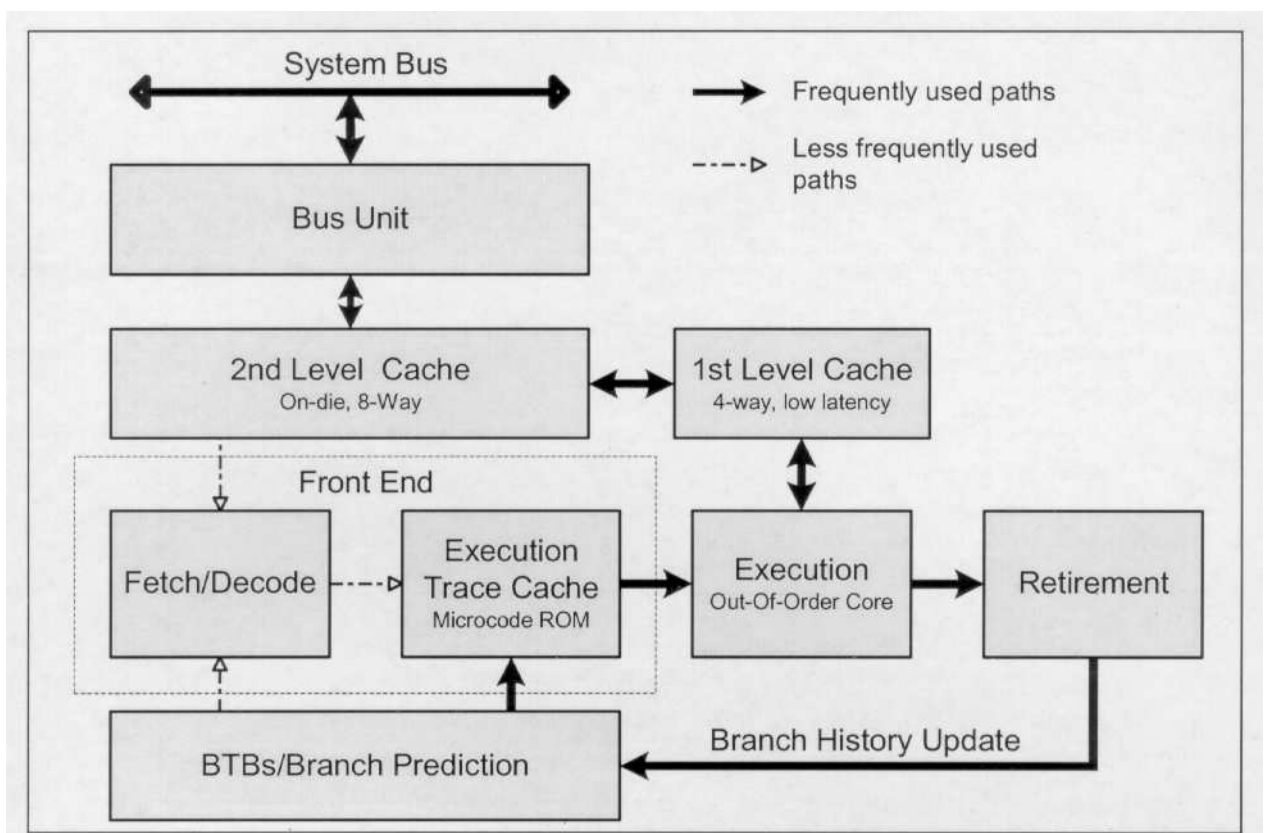 System Bus
Frequently used paths
Less frequently used
paths
Bus Unit
2nd Level Cache
On-die, 8-Way
1st Level Cache
4-way, low latency
Front End
Fetch/Decode
Execution
Trace Cache
Microcode ROM
Execution
Out-Of-Order Core
Retirement
BTBs/Branch Prediction
Branch History Update